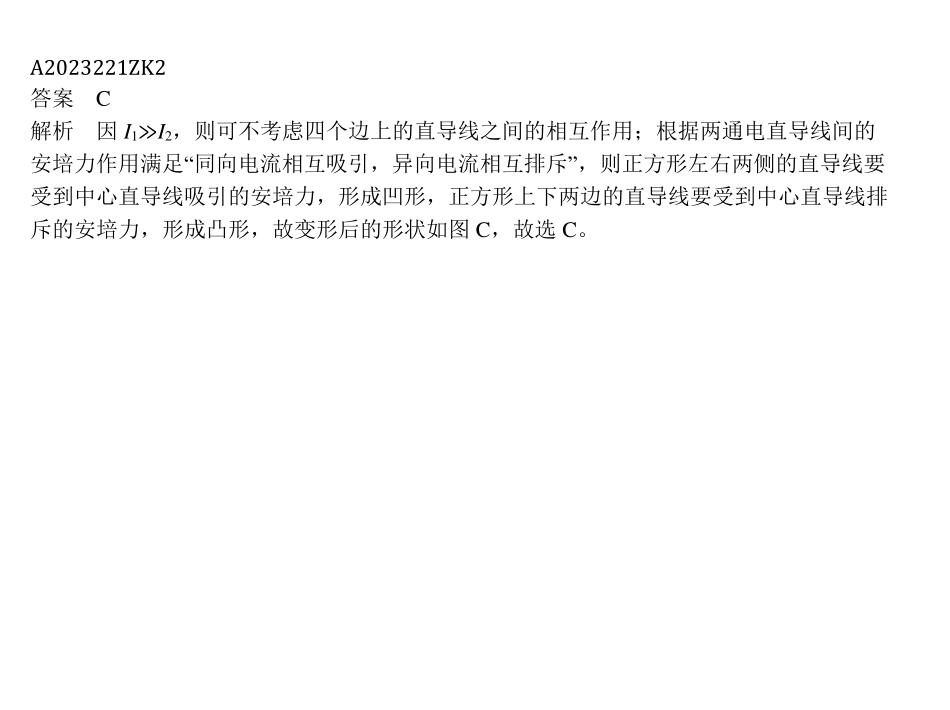 A2023221ZK2
答案　C
解析　因 I₁≫I₂，则可不考虑四个边上的直导线之间的相互作用；根据两通电直导线间的
安培力作用满足“同向电流相互吸引，异向电流相互排斥”，则正方形左右两侧的直导线要
受到中心直导线吸引的安培力，形成凹形，正方形上下两边的直导线要受到中心直导线排
斥的安培力，形成凸形，故变形后的形状如图 C，故选 C。